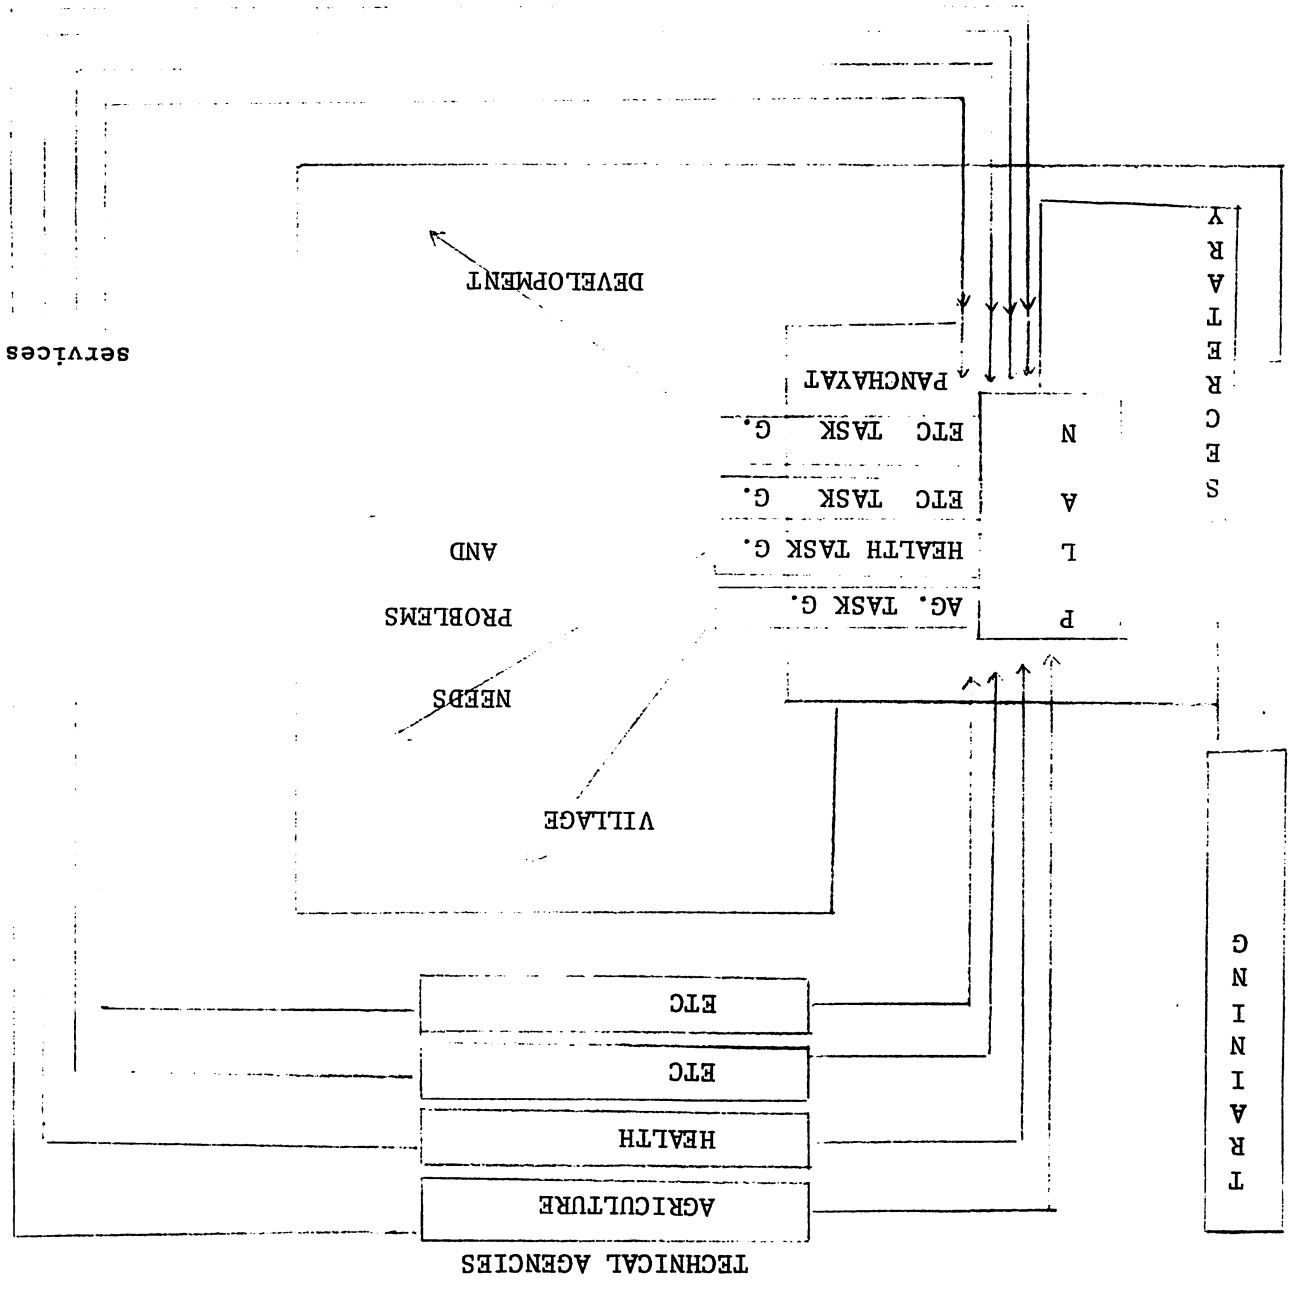 TECHNICAL AGENCIES
AGRICULTURE
HEALTH
ETC
ETC
TRAINING
VILLAGE
NEEDS
PROBLEMS
AND
DEVELOPMENT
PLAN
AG. TASK G.
HEALTH TASK G.
ETC TASK G.
ETC TASK G.
PANCHAYAT
SECRETARY
services